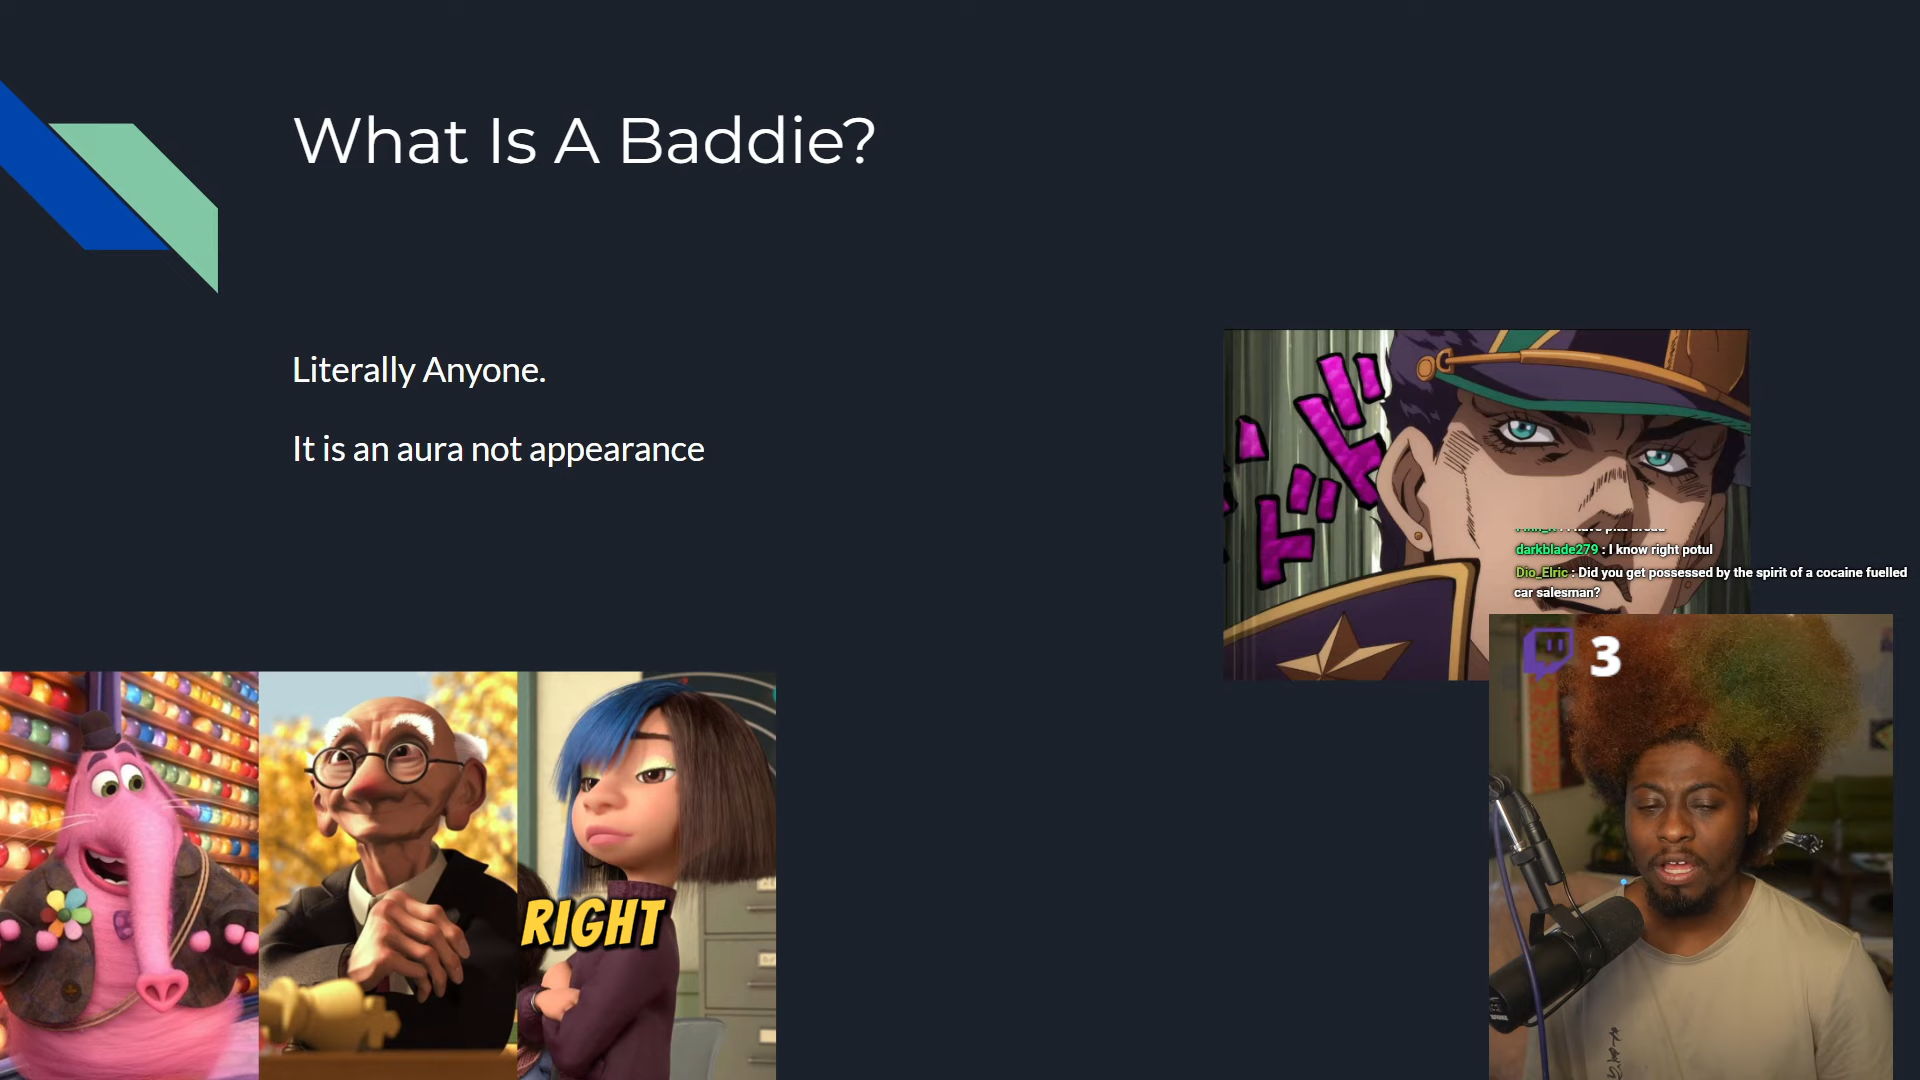 What Is A Baddie?
Literally Anyone.
It is an aura not appearance
ドド
ド
darkblade279 : I know right potul
Dio_Elric : Did you get possessed by the spirit of a cocaine fuelled
car salesman?
3
RIGHT